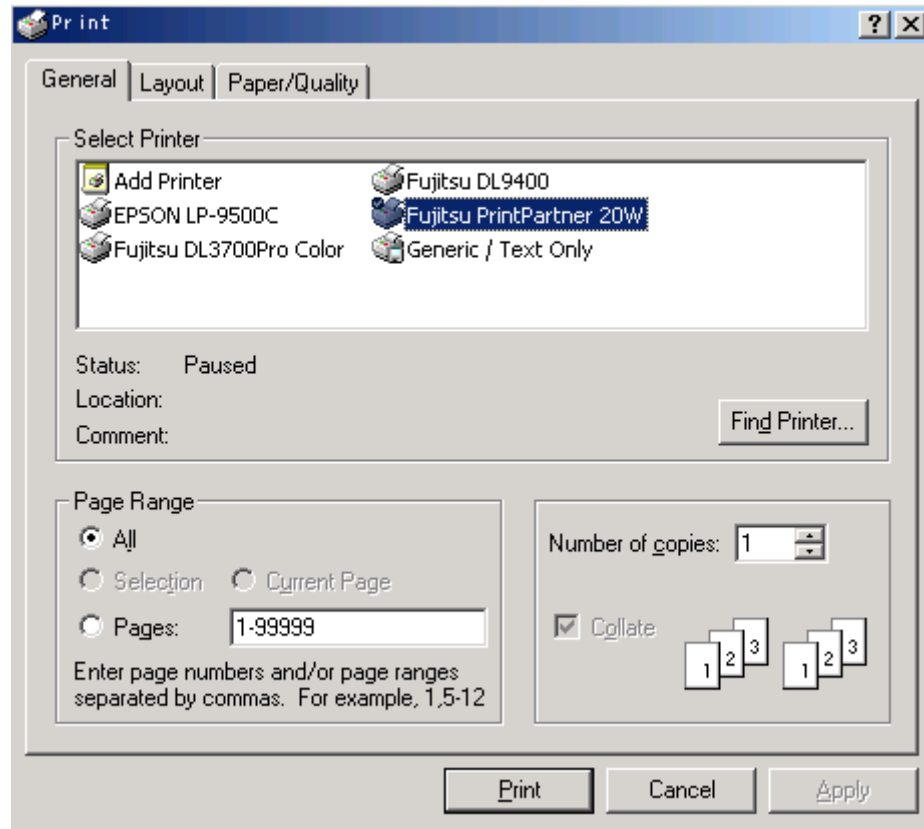 Print
General Layout Paper/Quality
Select Printer
Add Printer Fujitsu DL9400
EPSON LP-9500C Fujitsu PrintPartner 20W
Fujitsu DL3700Pro Color Generic / Text Only
Status: Paused
Location:
Comment:
Find Printer...
Page Range
All
Selection Current Page
Pages: 1-99999
Enter page numbers and/or page ranges
separated by commas. For example, 1,5-12
Number of copies: 1
Collate
1 2 3 1 2 3
Print Cancel Apply